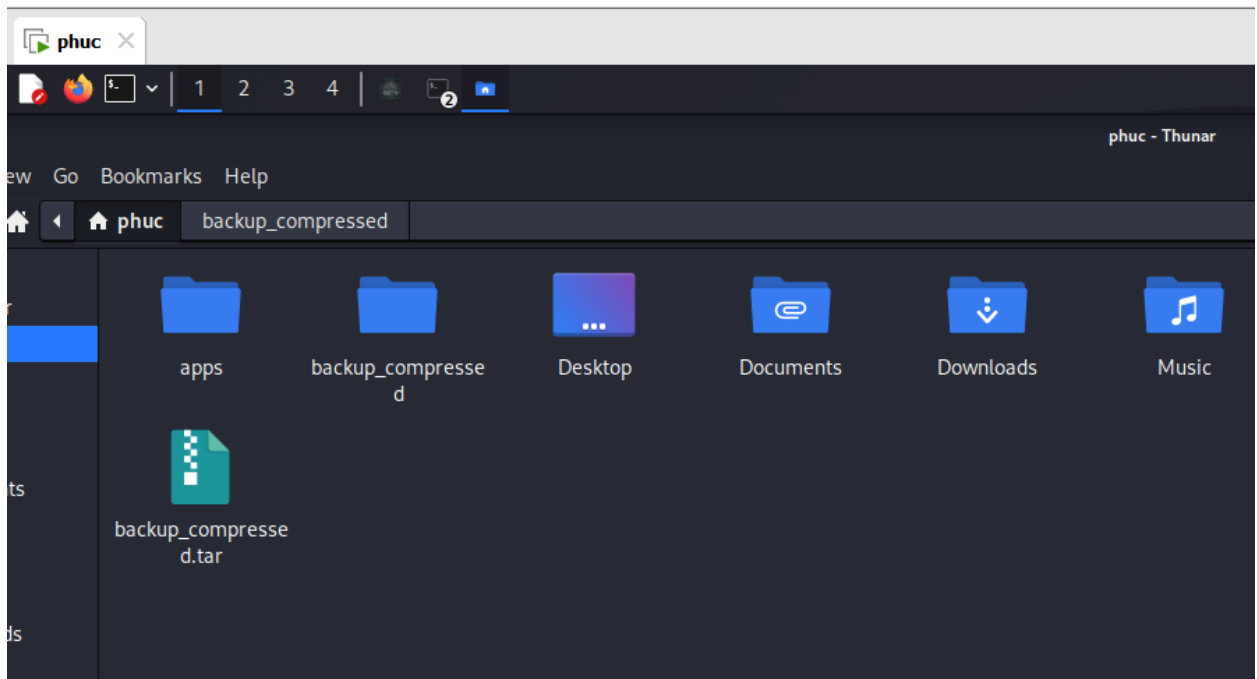 phuc
1 2 3 4
2
phuc - Thunar
ew Go Bookmarks Help
phuc backup_compressed
r
apps
backup_compresse
d
Desktop
Documents
Downloads
Music
ts
backup_compresse
d.tar
ds